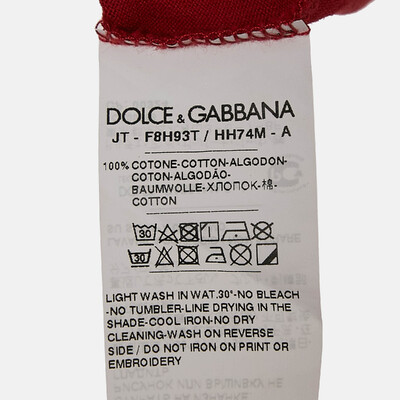 DOLCE & GABBANA
JT - F8H93T / HH74M - A
100% COTONE-COTTON-ALGODON-
COTON-ALGODÃO-
BAUMWOLLE-ХЛОПОК-棉-
COTTON
30
30
LIGHT WASH IN WAT.30°-NO BLEACH
-NO TUMBLER-LINE DRYING IN THE
SHADE-COOL IRON-NO DRY
CLEANING-WASH ON REVERSE
SIDE / DO NOT IRON ON PRINT OR
EMBROIDERY